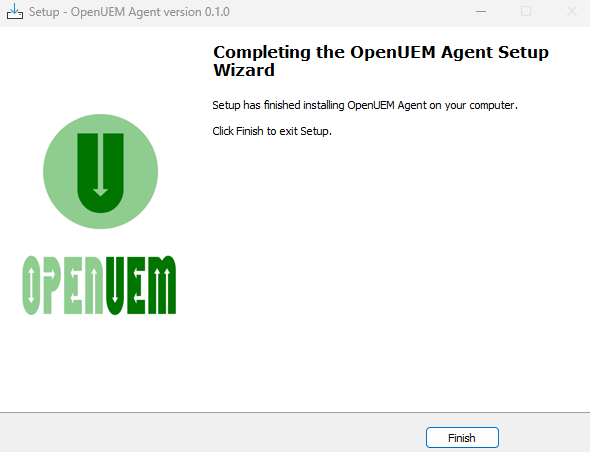 Setup - OpenUEM Agent version 0.1.0
Completing the OpenUEM Agent Setup
Wizard
Setup has finished installing OpenUEM Agent on your computer.
Click Finish to exit Setup.
U
OPENUEM
Finish